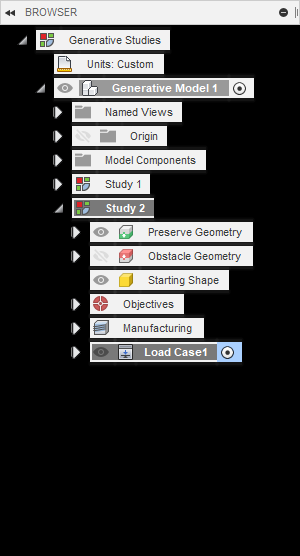 BROWSER
Generative Studies
Units: Custom
Generative Model 1
Named Views
Origin
Model Components
Study 1
Study 2
Preserve Geometry
Obstacle Geometry
Starting Shape
Objectives
Manufacturing
Load Case1